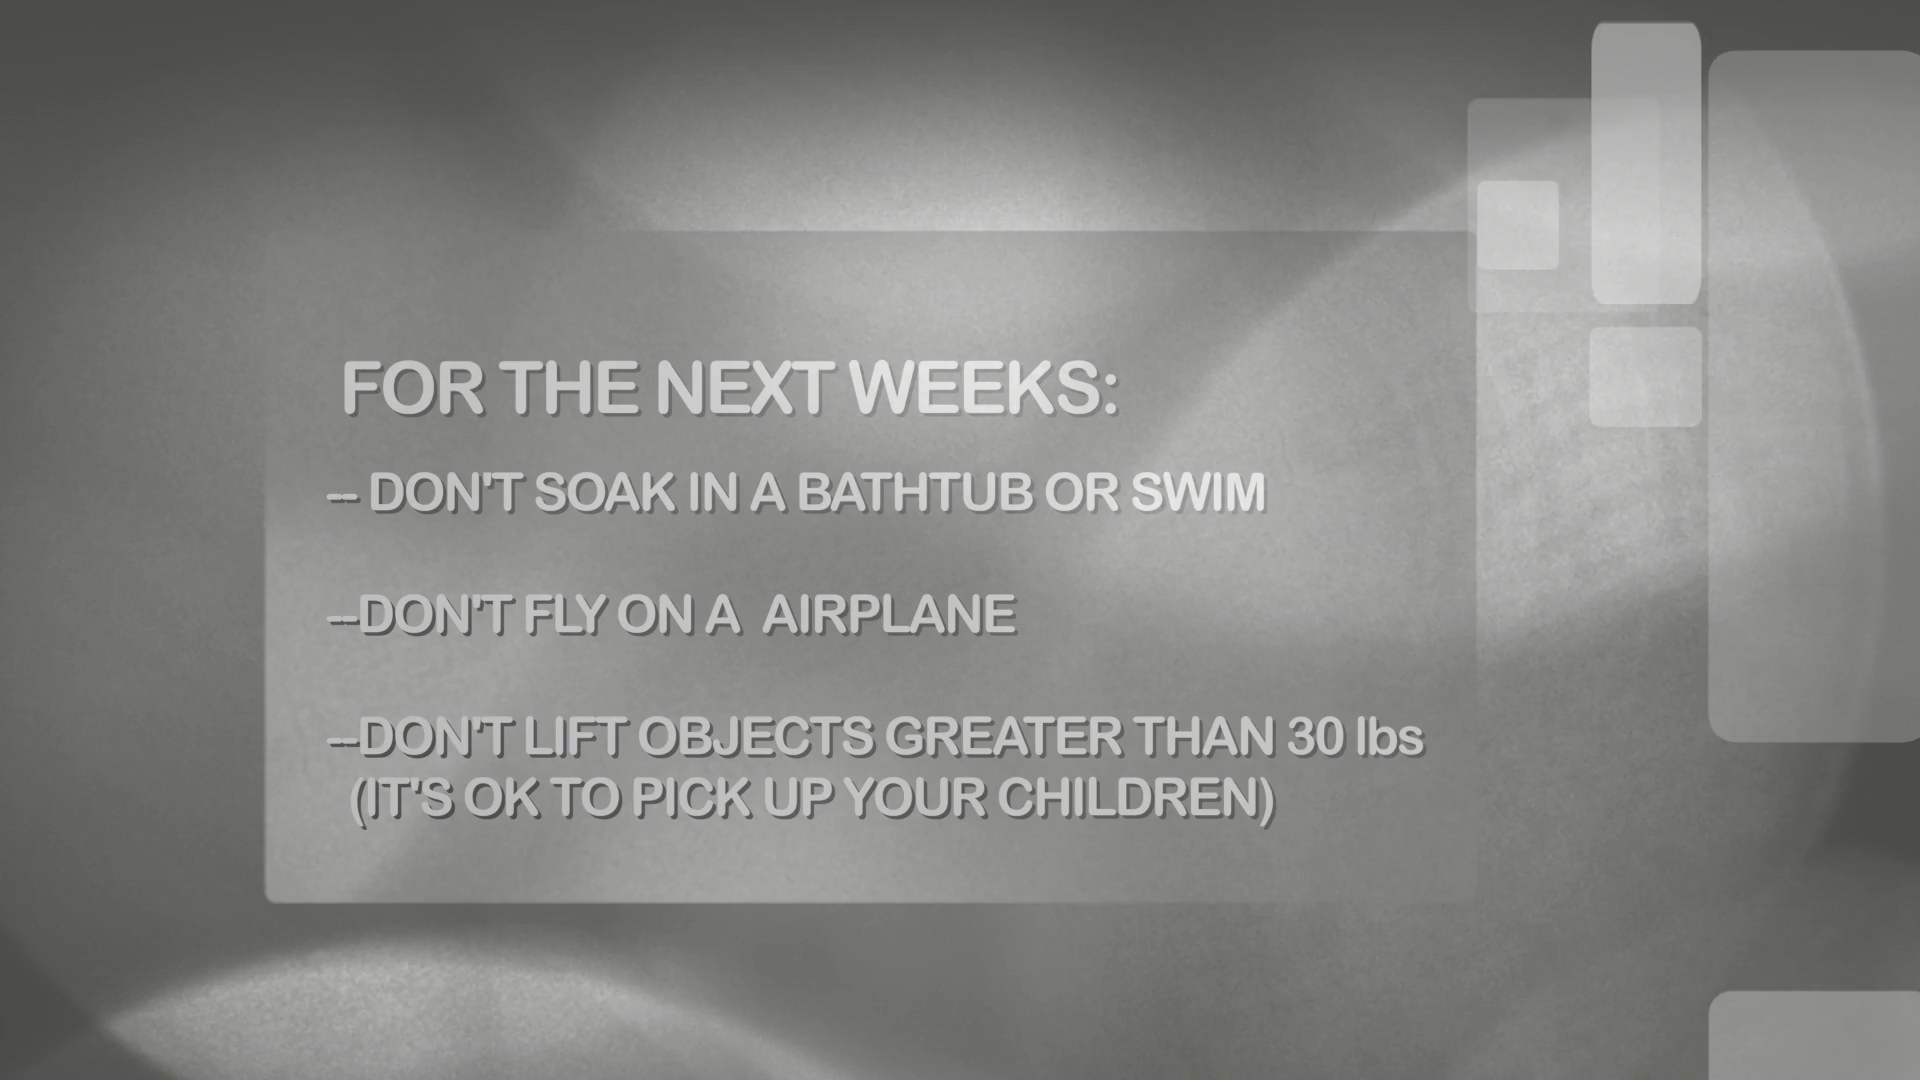 FOR THE NEXT WEEKS:
-- DON'T SOAK IN A BATHTUB OR SWIM
--DON'T FLY ON A  AIRPLANE
--DON'T LIFT OBJECTS GREATER THAN 30 lbs
(IT'S OK TO PICK UP YOUR CHILDREN)